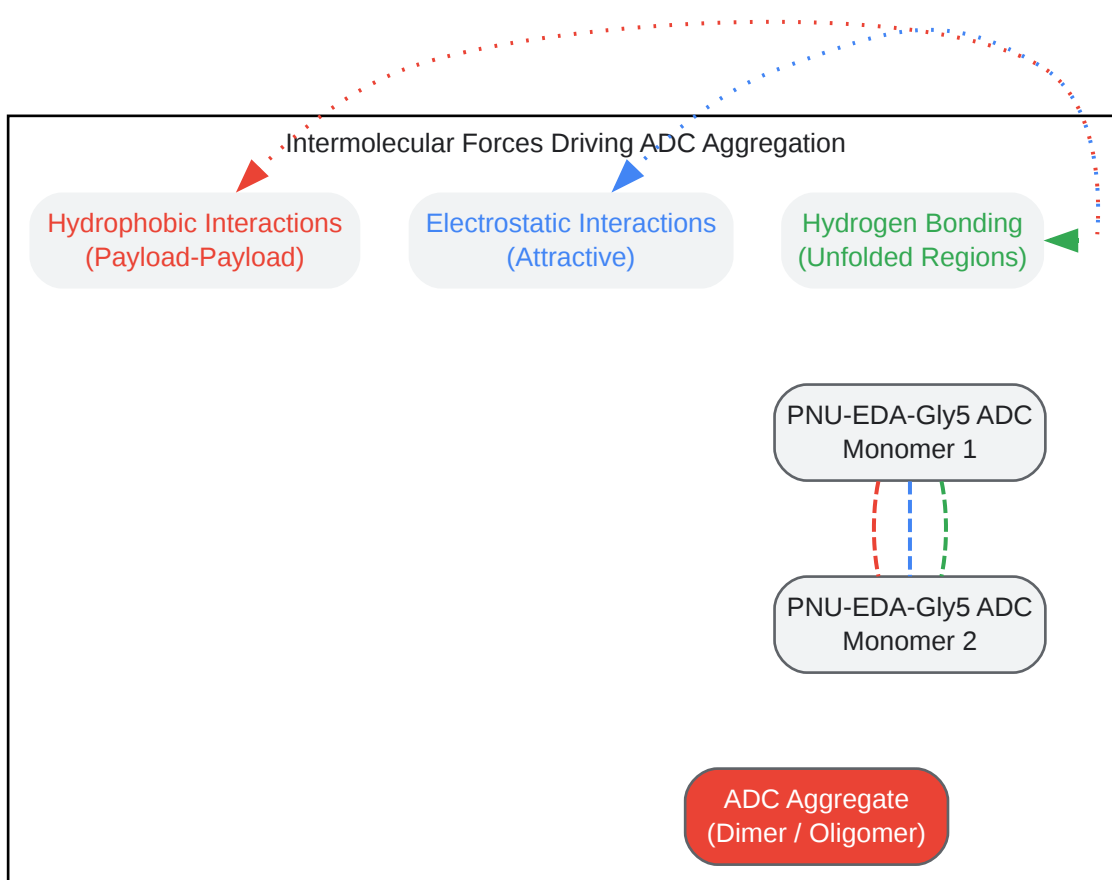 Intermolecular Forces Driving ADC Aggregation
Hydrophobic Interactions
(Payload-Payload)
Electrostatic Interactions
(Attractive)
Hydrogen Bonding
(Unfolded Regions)
PNU-EDA-Gly5 ADC
Monomer 1
PNU-EDA-Gly5 ADC
Monomer 2
ADC Aggregate
(Dimer / Oligomer)